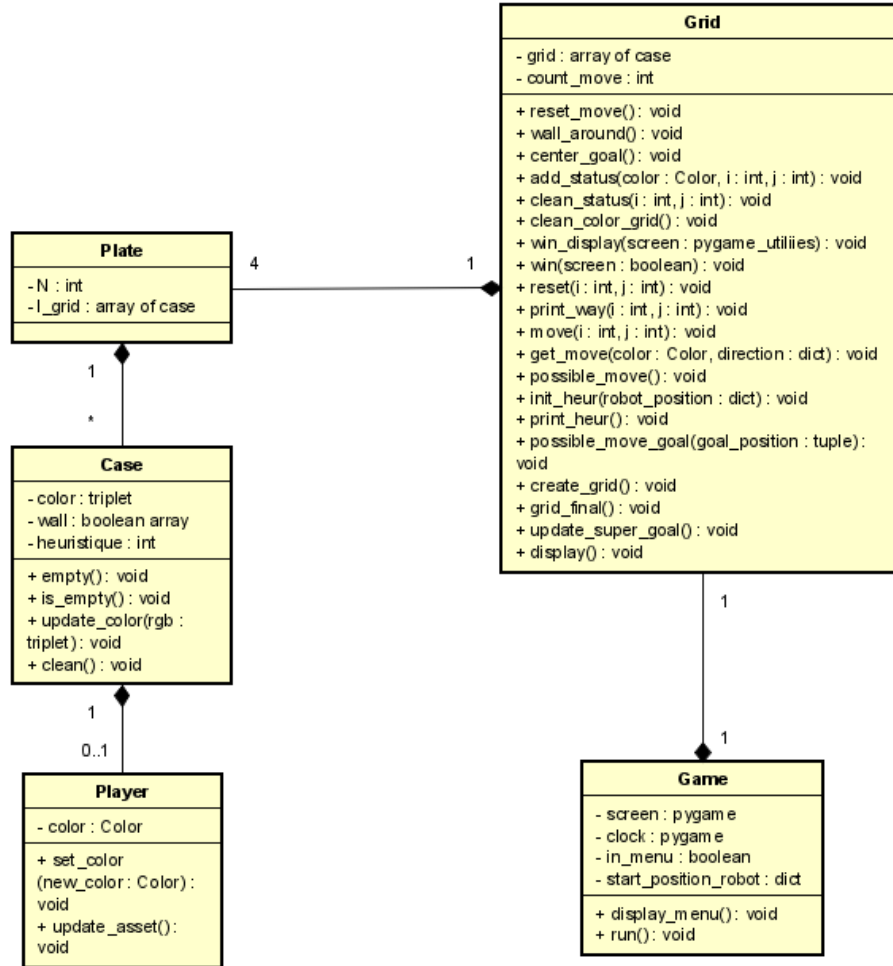 Grid
- grid : array of case
- count_move : int
+ reset_move() : void
+ wall_around() : void
+ center_goal() : void
+ add_status(color : Color, i : int, j : int) : void
+ clean_status(i : int, j : int) : void
+ clean_color_grid() : void
+ win_display(screen : pygame_utiliies) : void
+ win(screen : boolean) : void
+ reset(i : int, j : int) : void
+ print_way(i : int, j : int) : void
+ move(i : int, j : int) : void
+ get_move(color : Color, direction : dict) : void
+ possible_move() : void
+ init_heur(robot_position : dict) : void
+ print_heur() : void
+ possible_move_goal(goal_position : tuple) :
void
+ create_grid() : void
+ grid_final() : void
+ update_super_goal() : void
+ display() : void
Plate
- N : int
- l_grid : array of case
4
1
1
*
Case
- color : triplet
- wall : boolean array
- heuristique : int
+ empty() : void
+ is_empty() : void
+ update_color(rgb :
triplet) : void
+ clean() : void
1
0..1
Player
- color : Color
+ set_color
(new_color : Color) :
void
+ update_asset() :
void
1
1
Game
- screen : pygame
- clock : pygame
- in_menu : boolean
- start_position_robot : dict
+ display_menu() : void
+ run() : void